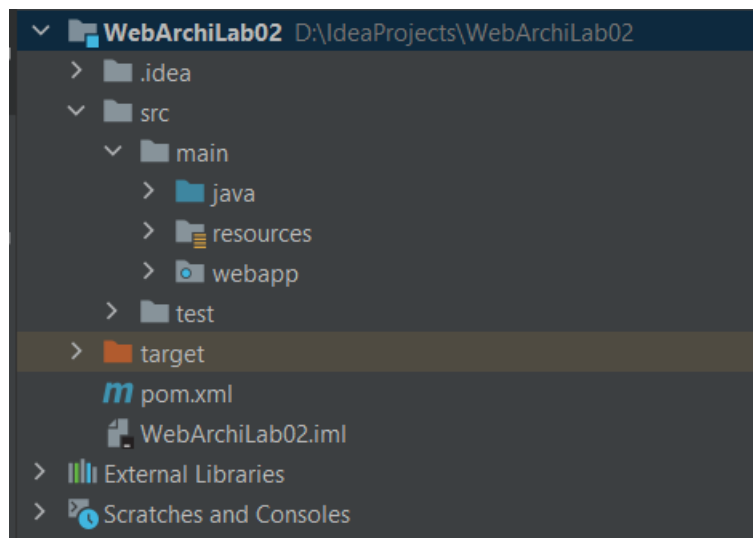 WebArchiLab02 D:\IdeaProjects\WebArchiLab02
.idea
src
main
java
resources
webapp
test
target
pom.xml
WebArchiLab02.iml
External Libraries
Scratches and Consoles